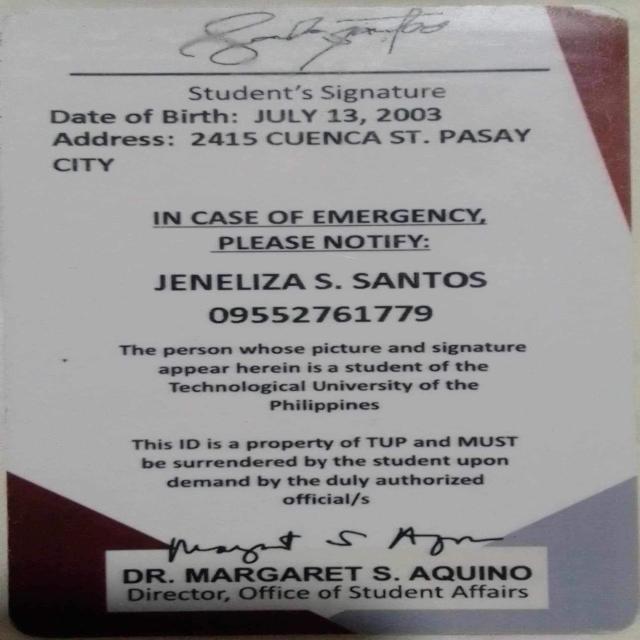 Student's Signature
Date of Birth: JULY 13, 2003
Address: 2415 CUENCA ST. PASAY
CITY
IN CASE OF EMERGENCY,
PLEASE NOTIFY:
JENELIZA S. SANTOS
09552761779
The person whose picture and signature
appear herein is a student of the
Technological University of the
Philippines
This ID is a property of TUP and MUST
be surrendered by the student upon
demand by the duly authorized
official/s
DR. MARGARET S. AQUINO
Director, Office of Student Affairs